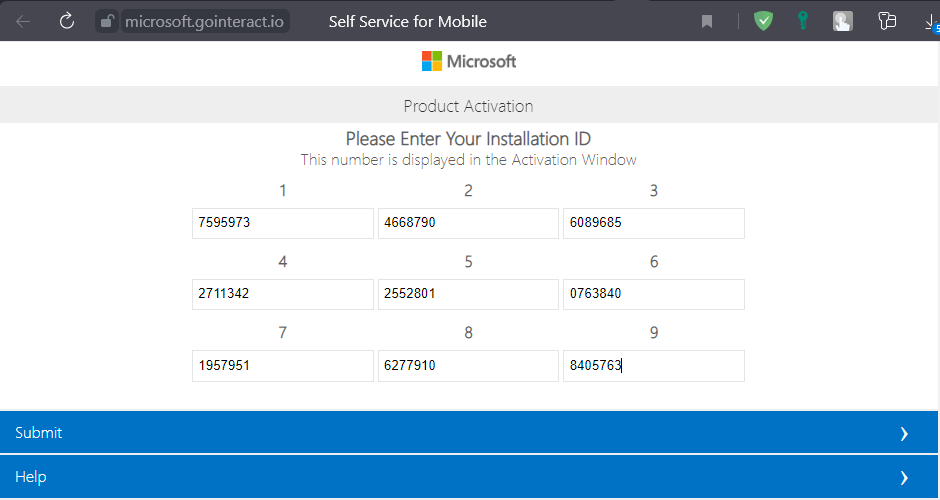 microsoft.gointeract.io Self Service for Mobile
Microsoft
Product Activation
Please Enter Your Installation ID
This number is displayed in the Activation Window
1 2 3
7595973 4668790 6089685
4 5 6
2711342 2552801 0763840
7 8 9
1957951 6277910 8405763
Submit
Help